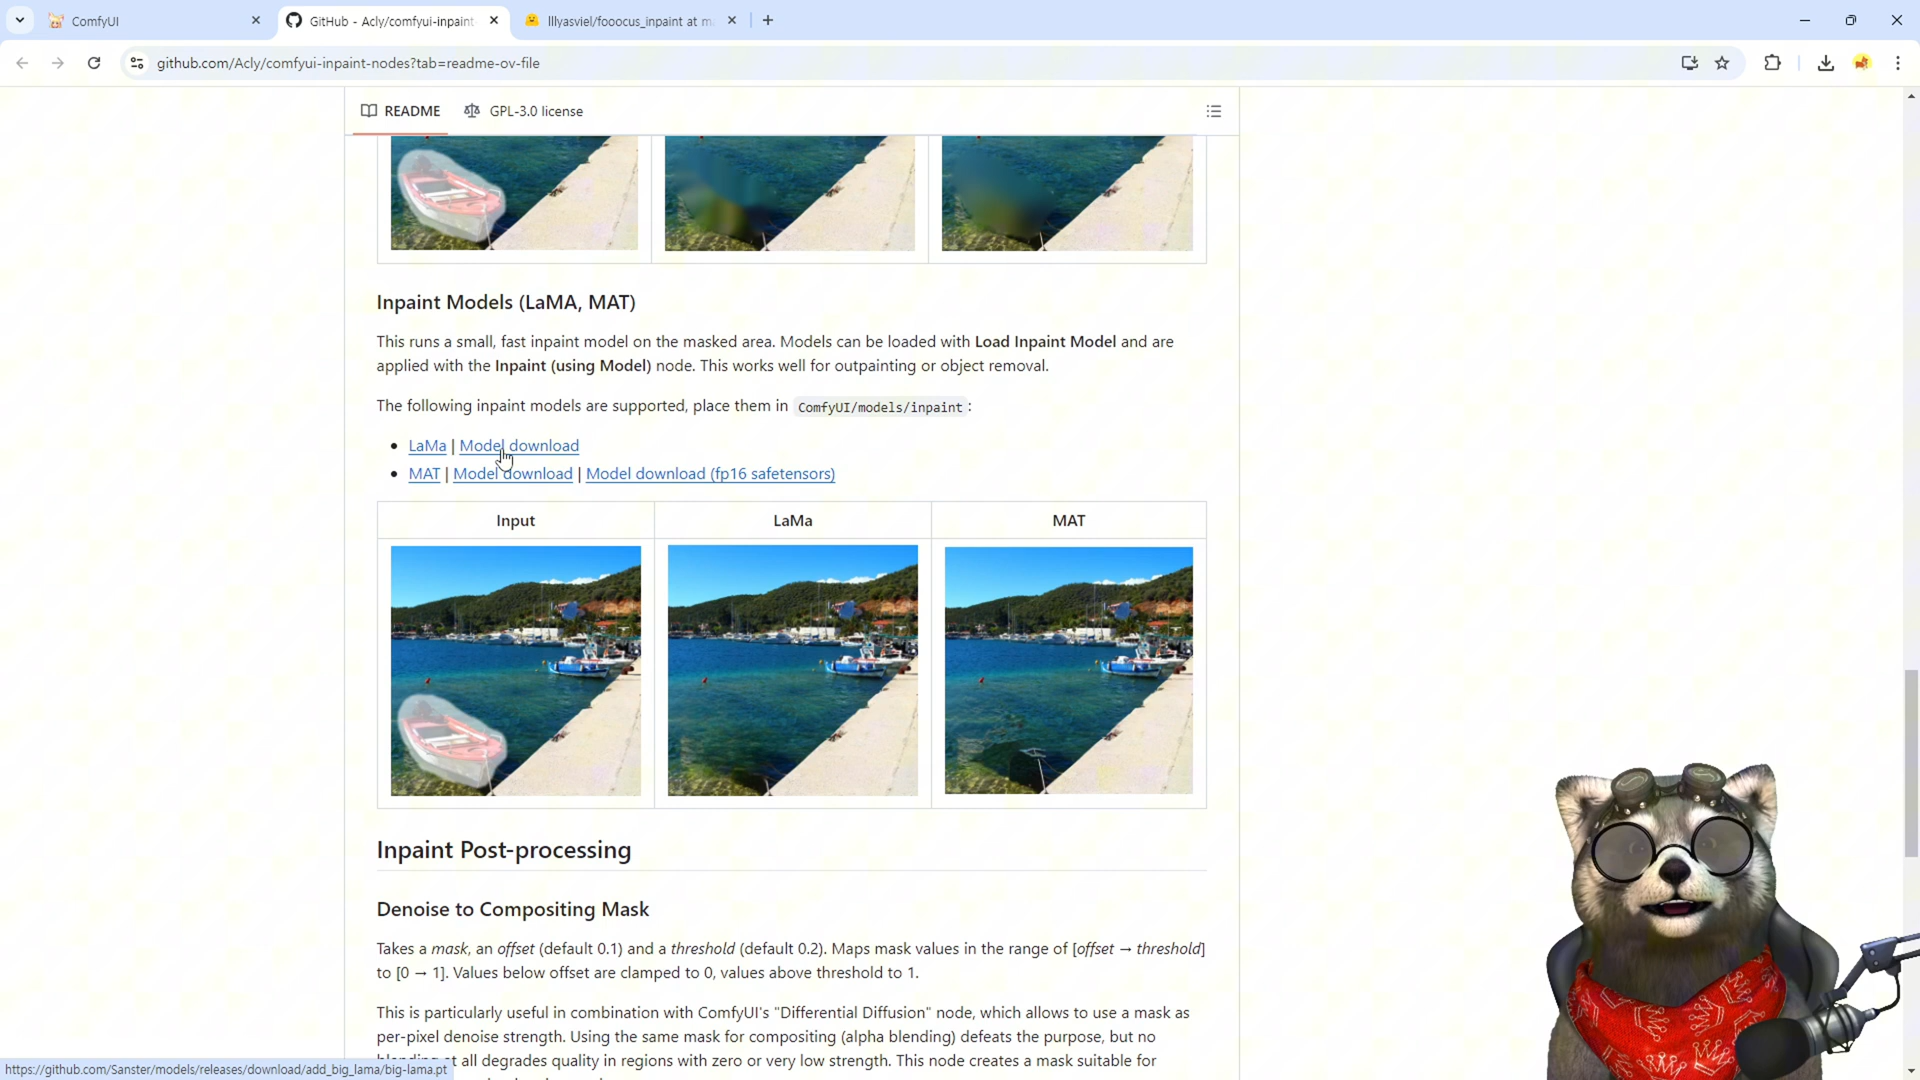 ComfyUI
GitHub - Acly/comfyui-inpaint
lllyasviel/fooocus_inpaint at m
github.com/Acly/comfyui-inpaint-nodes?tab=readme-ov-file
README
GPL-3.0 license
Inpaint Models (LaMA, MAT)
This runs a small, fast inpaint model on the masked area. Models can be loaded with Load Inpaint Model and are
applied with the Inpaint (using Model) node. This works well for outpainting or object removal.
The following inpaint models are supported, place them in ComfyUI/models/inpaint :
• LaMa | Model download
• MAT | Model download | Model download (fp16 safetensors)
Input LaMa MAT
Inpaint Post-processing
Denoise to Compositing Mask
Takes a mask, an offset (default 0.1) and a threshold (default 0.2). Maps mask values in the range of [offset → threshold]
to [0 → 1]. Values below offset are clamped to 0, values above threshold to 1.
This is particularly useful in combination with ComfyUI's "Differential Diffusion" node, which allows to use a mask as
per-pixel denoise strength. Using the same mask for compositing (alpha blending) defeats the purpose, but no
all degrades quality in regions with zero or very low strength. This node creates a mask suitable for
https://github.com/Sanster/models/releases/download/add_big_lama/big-lama.pt